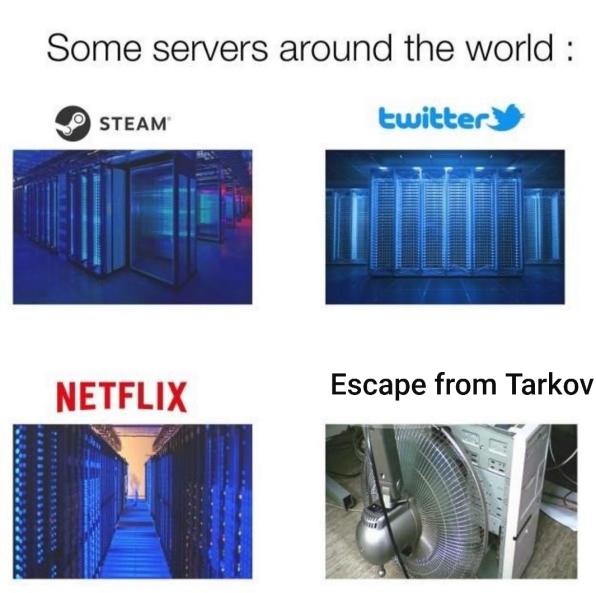 Some servers around the world :
STEAM®
twitter
NETFLIX
Escape from Tarkov